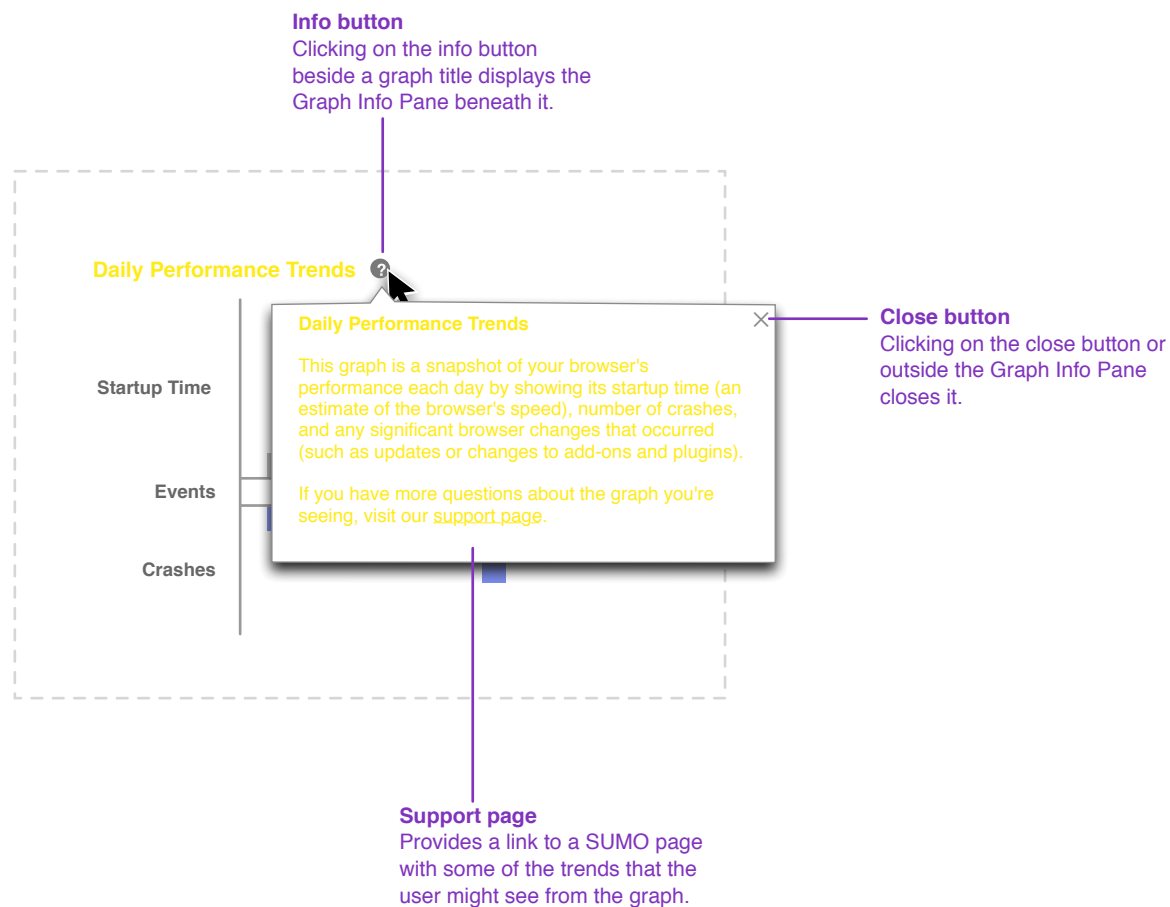 Info button
Clicking on the info button
beside a graph title displays the
Graph Info Pane beneath it.
Daily Performance Trends ?
Daily Performance Trends
This graph is a snapshot of your browser's
performance each day by showing its startup time (an
estimate of the browser's speed), number of crashes,
and any significant browser changes that occurred
(such as updates or changes to add-ons and plugins).
If you have more questions about the graph you're
seeing, visit our support page.
Close button
Clicking on the close button or
outside the Graph Info Pane
closes it.
Startup Time
Events
Crashes
Support page
Provides a link to a SUMO page
with some of the trends that the
user might see from the graph.